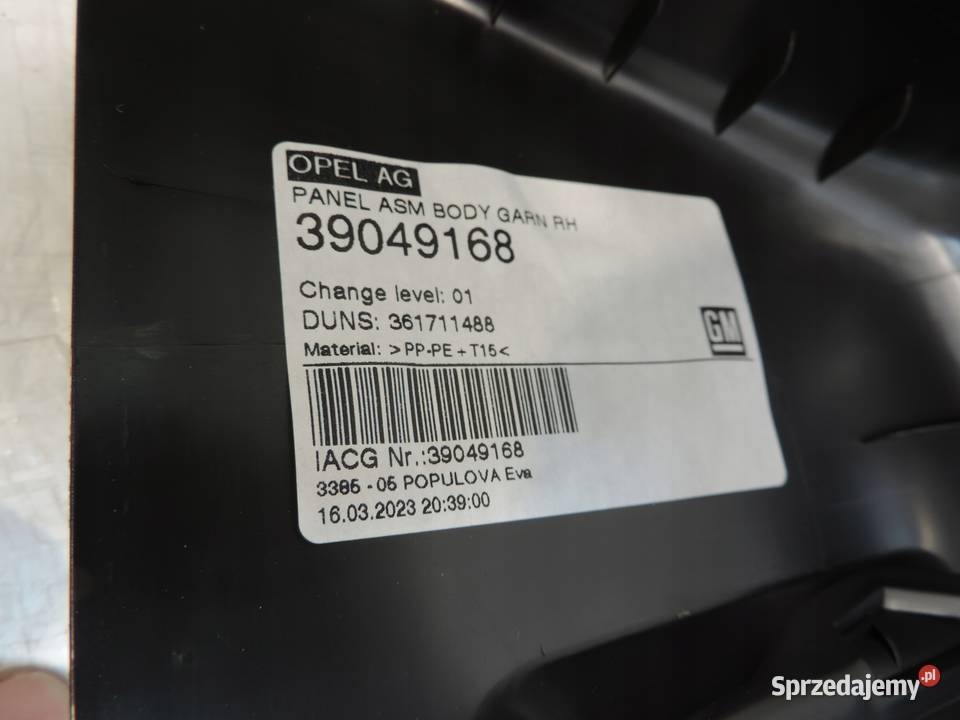 OPEL AG
PANEL ASM BODY GARN RH
39049168
Change level: 01
DUNS: 361711488
Material: >PP-PE+T15<
GM
IACG Nr.:39049168
3385 - 05 POPULOVA Eva
16.03.2023 20:39:00
Sprzedajemy.pl